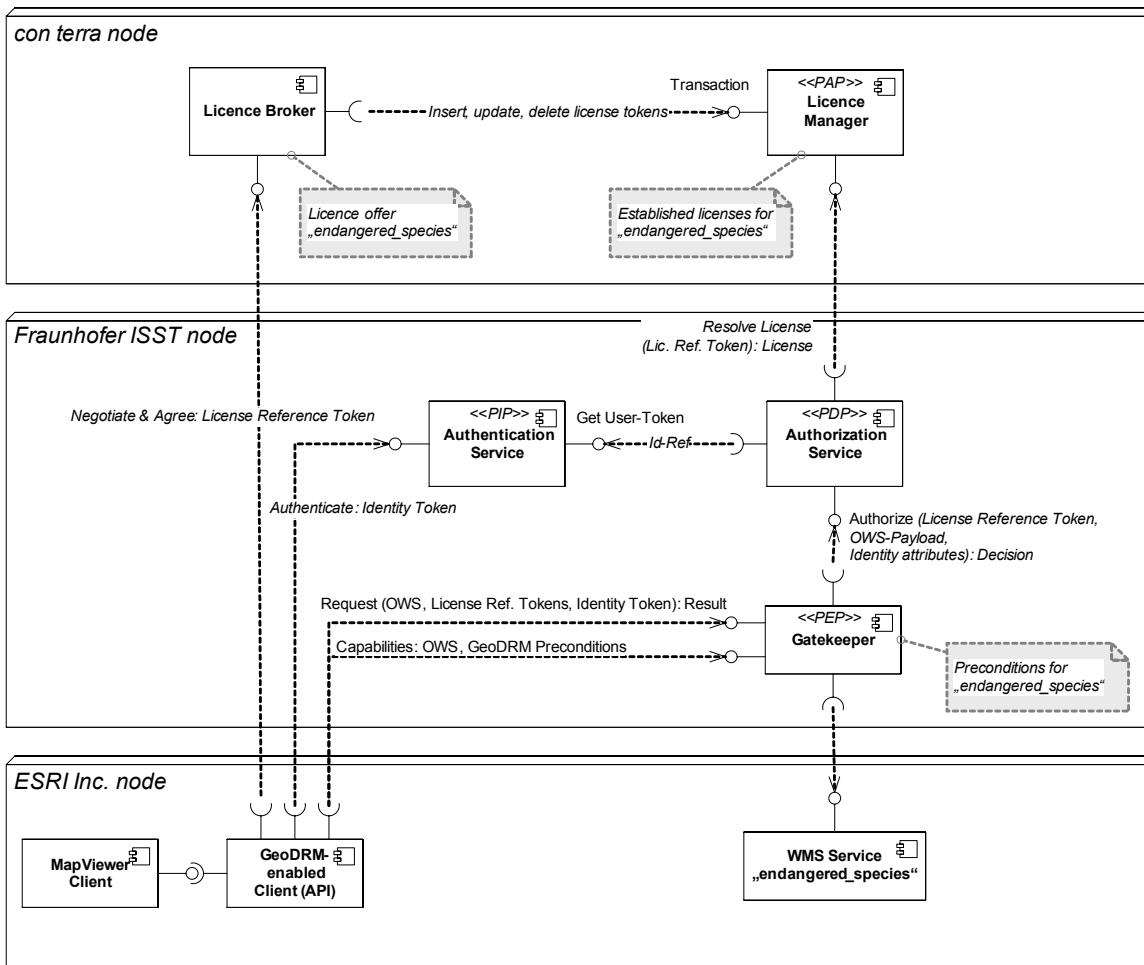 con terra node
Licence Broker
Transaction
Insert, update, delete license tokens
<<PAP>>
Licence
Manager
Licence offer
„endangered_species“
Established licenses for
„endangered_species“
Fraunhofer ISST node
Resolve License
(Lic. Ref. Token): License
Negotiate & Agree: License Reference Token
<<PIP>>
Authentication
Service
Get User-Token
Id-Ref
<<PDP>>
Authorization
Service
Authenticate: Identity Token
Authorize (License Reference Token,
OWS-Payload,
Identity attributes): Decision
Request (OWS, License Ref. Tokens, Identity Token): Result
Capabilities: OWS, GeoDRM Preconditions
<<PEP>>
Gatekeeper
Preconditions for
„endangered_species“
ESRI Inc. node
MapViewer
Client
GeoDRM-
enabled
Client (API)
WMS Service
„endangered_species“